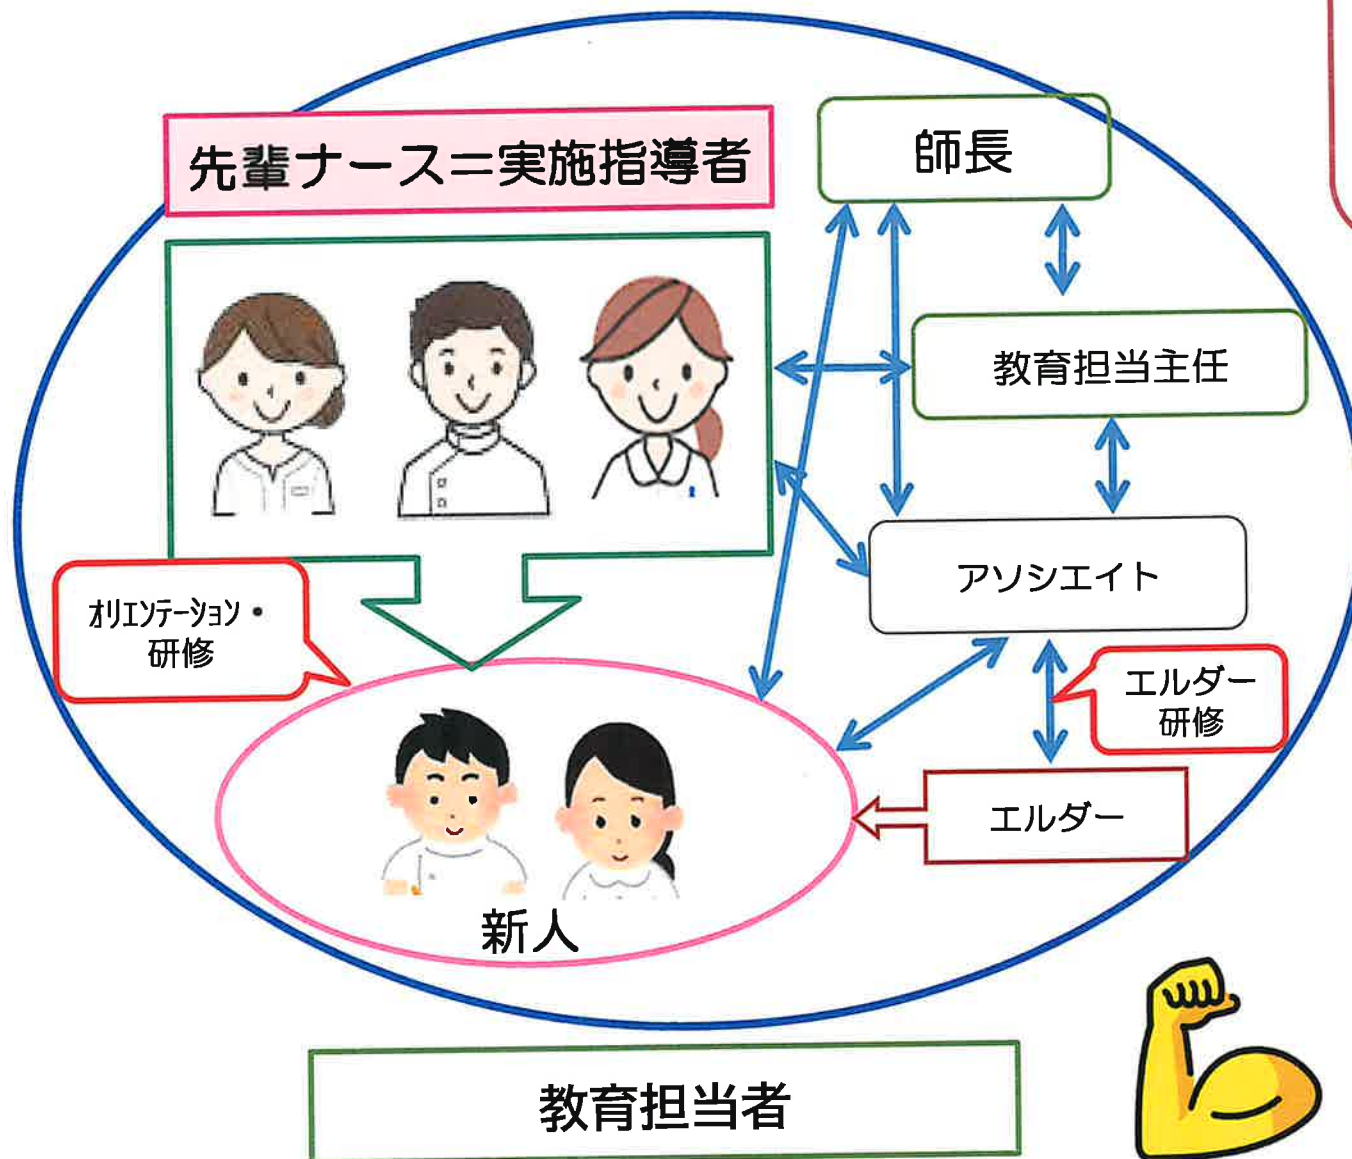 先輩ナース＝実施指導者
師長
教育担当主任
アソシエイト
ｵﾘｴﾝﾃｰｼｮﾝ・
研修
エルダー
研修
エルダー
新人
教育担当者